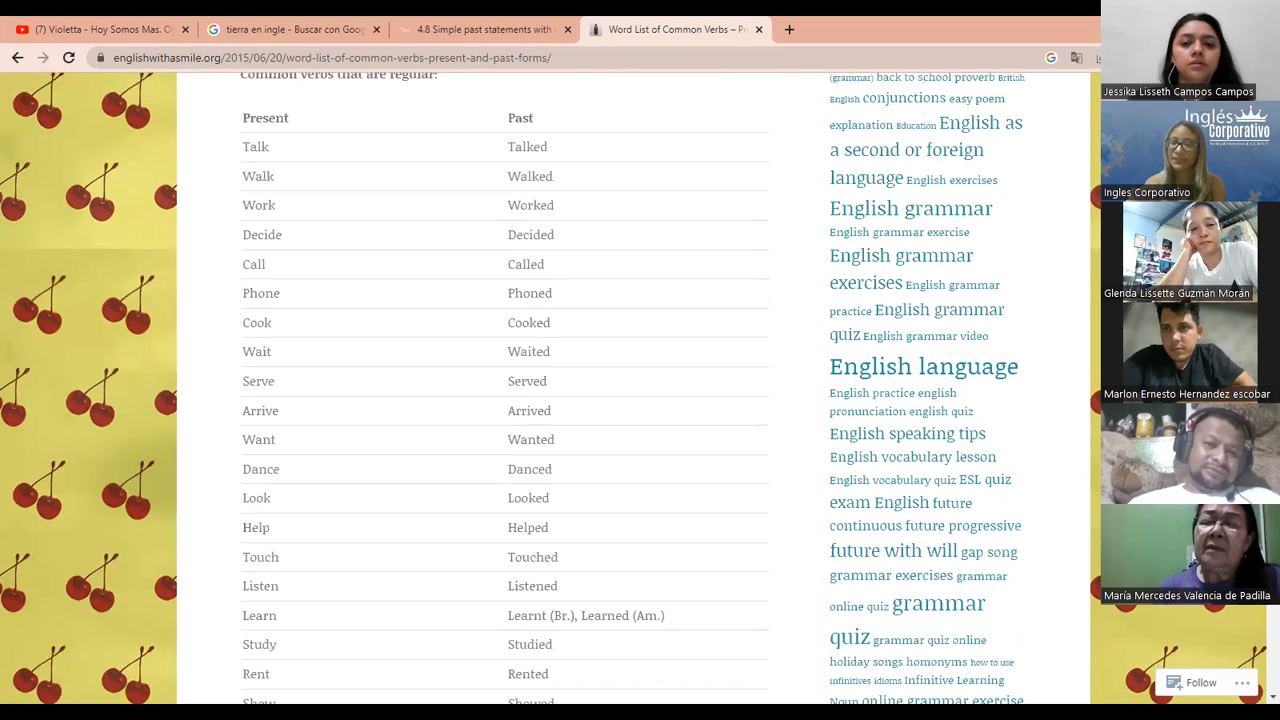 (7) Violetta - Hoy Somos Mas. O
tierra en ingle - Buscar con Goog
4.8 Simple past statements with
Word List of Common Verbs – Pr
englishwithasmile.org/2015/06/20/word-list-of-common-verbs-present-and-past-forms/
Common verbs that are regular:
Present Past
Talk Talked
Walk Walked
Work Worked
Decide Decided
Call Called
Phone Phoned
Cook Cooked
Wait Waited
Serve Served
Arrive Arrived
Want Wanted
Dance Danced
Look Looked
Help Helped
Touch Touched
Listen Listened
Learn Learnt (Br.), Learned (Am.)
Study Studied
Rent Rented
Show Showed
(grammar) back to school proverb British
English conjunctions easy poem
explanation Education English as
a second or foreign
language English exercises
English grammar
English grammar exercise
English grammar
exercises English grammar
practice English grammar
quiz English grammar video
English language
English practice english
pronunciation english quiz
English speaking tips
English vocabulary lesson
English vocabulary quiz ESL quiz
exam English future
continuous future progressive
future with will gap song
grammar exercises grammar
online quiz grammar
quiz grammar quiz online
holiday songs homonyms how to use
infinitives idioms Infinitive Learning
Noun online grammar exercise
Follow
Jessika Lisseth Campos Campos
Inglés
Corporativo
Ingles Corporativo
Glenda Lissette Guzmán Morán
Marlon Ernesto Hernandez escobar
María Mercedes Valencia de Padilla